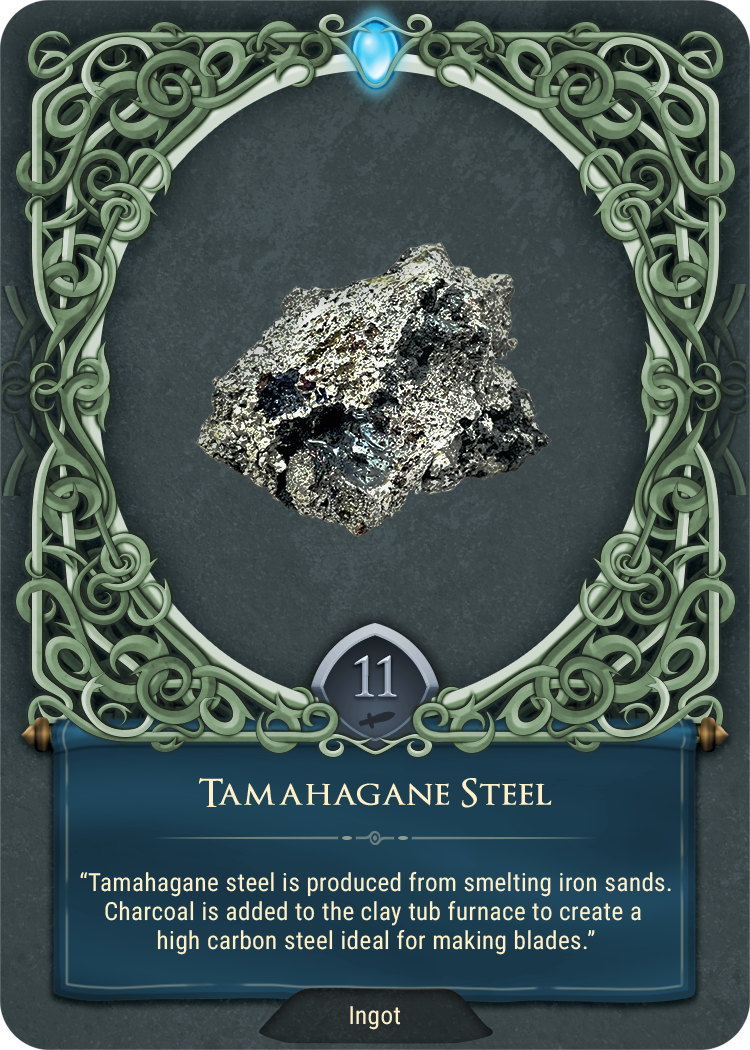 11
Tamahagane Steel
“Tamahagane steel is produced from smelting iron sands.
Charcoal is added to the clay tub furnace to create a
high carbon steel ideal for making blades.”
Ingot